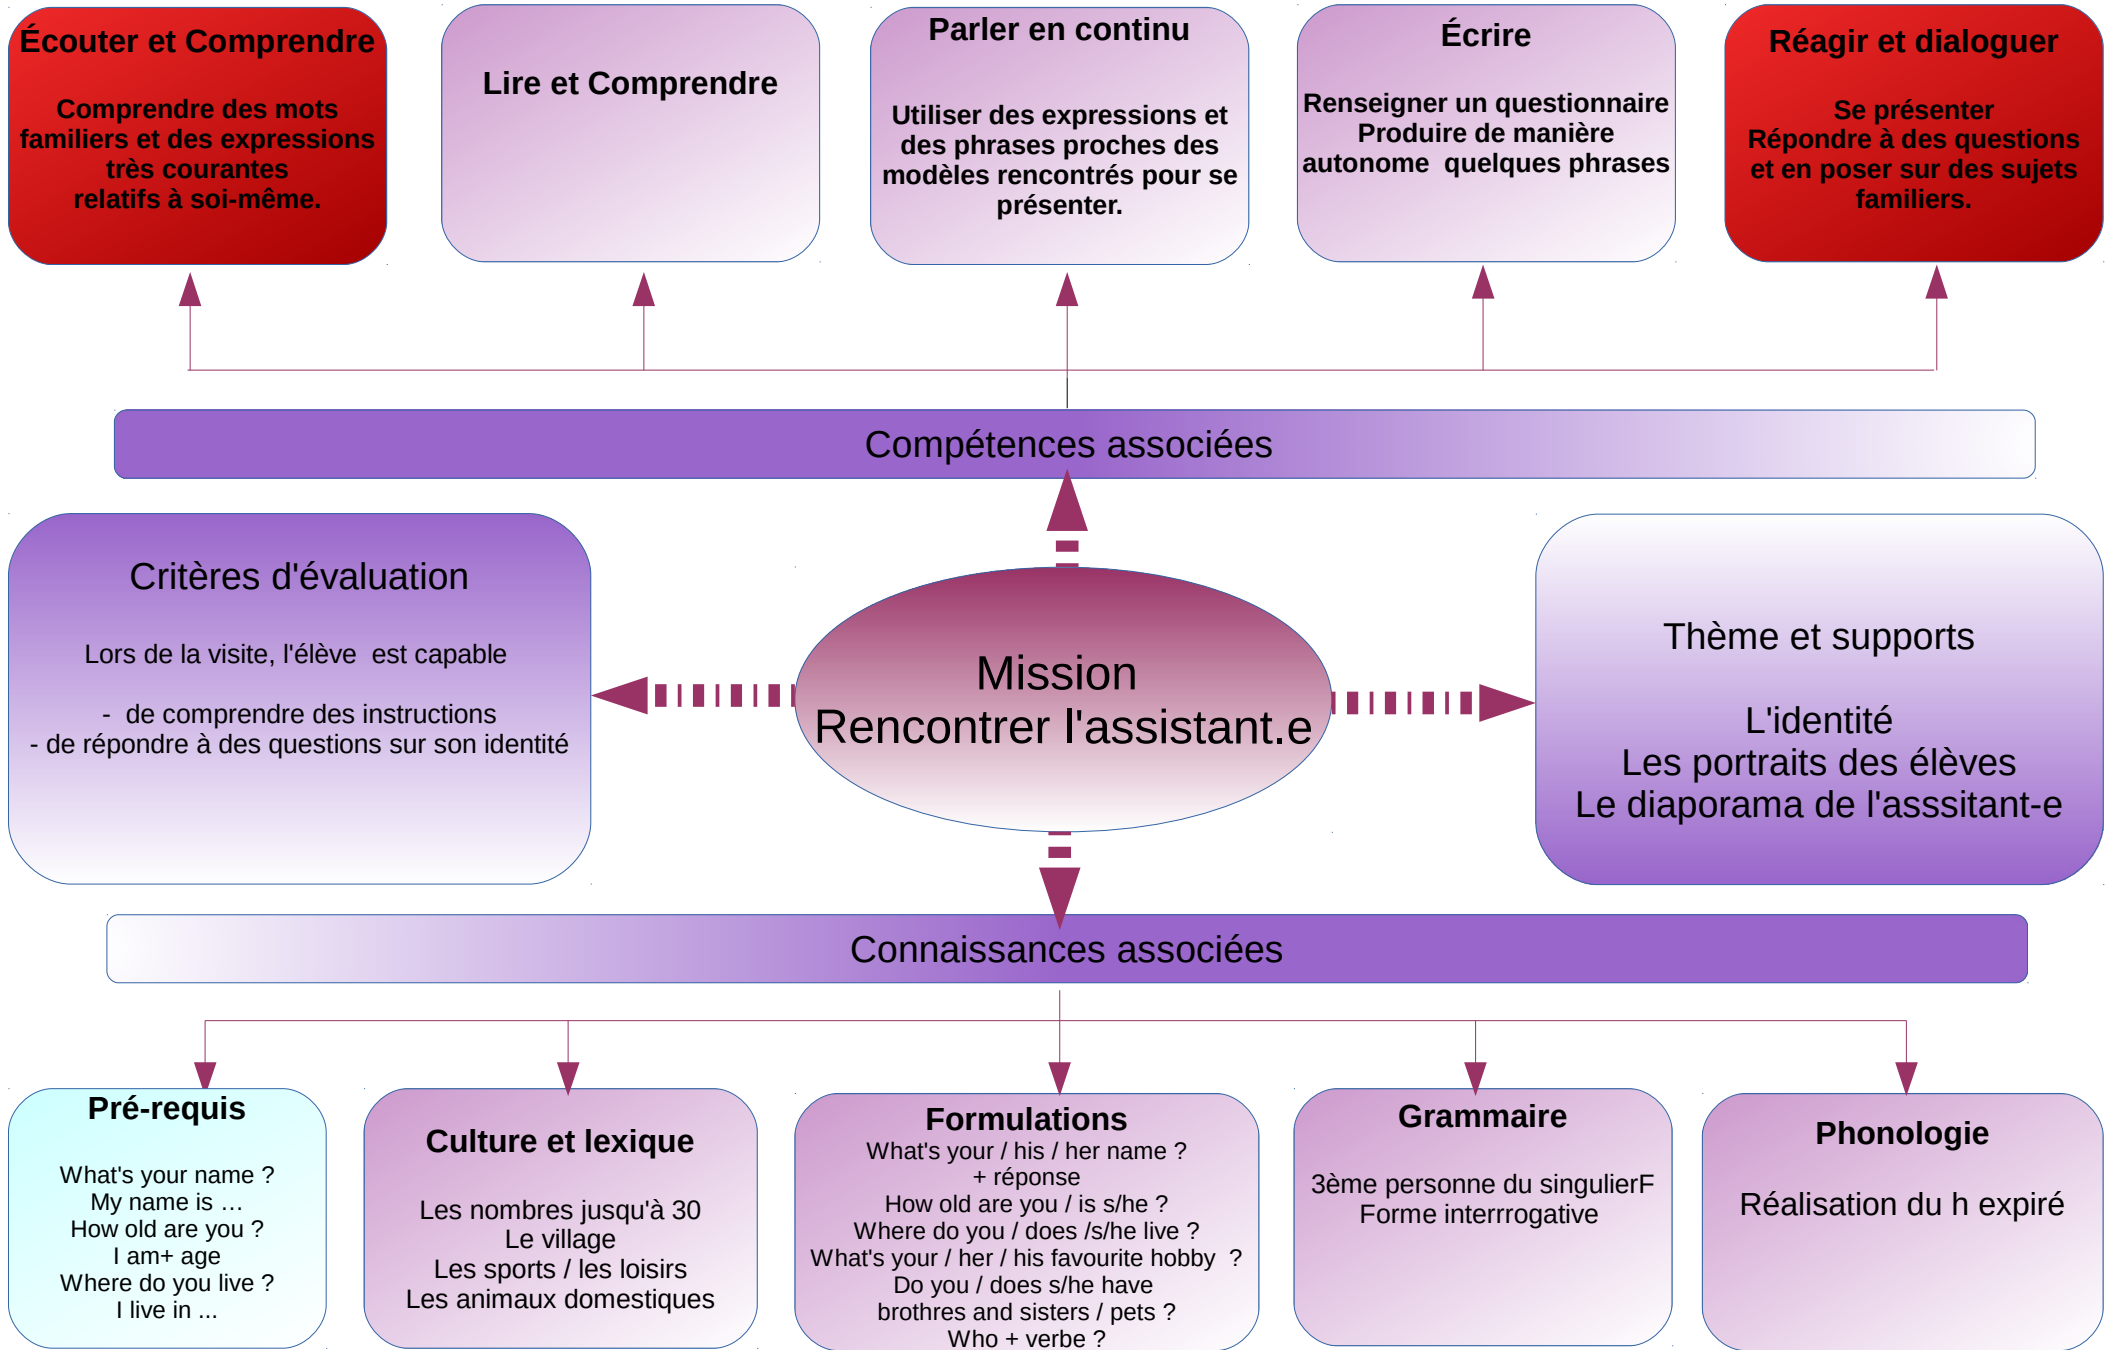 Écouter et Comprendre
Comprendre des mots
familiers et des expressions
très courantes
relatifs à soi-même.
Lire et Comprendre
Parler en continu
Utiliser des expressions et
des phrases proches des
modèles rencontrés pour se
présenter.
Écrire
Renseigner un questionnaire
Produire de manière
autonome  quelques phrases
Réagir et dialoguer
Se présenter
Répondre à des questions
et en poser sur des sujets
familiers.
Compétences associées
Critères d'évaluation
Lors de la visite, l'élève  est capable
-  de comprendre des instructions
- de répondre à des questions sur son identité
Mission
Rencontrer l'assistant.e
Thème et supports
L'identité
Les portraits des élèves
Le diaporama de l'asssitant-e
Connaissances associées
Pré-requis
What's your name ?
My name is …
How old are you ?
I am+ age
Where do you live ?
I live in ...
Culture et lexique
Les nombres jusqu'à 30
Le village
Les sports / les loisirs
Les animaux domestiques
Formulations
What's your / his / her name ?
+ réponse
How old are you / is s/he ?
Where do you / does /s/he live ?
What's your / her / his favourite hobby  ?
Do you / does s/he have
brothres and sisters / pets ?
Who + verbe ?
Grammaire
3ème personne du singulierF
Forme interrrogative
Phonologie
Réalisation du h expiré